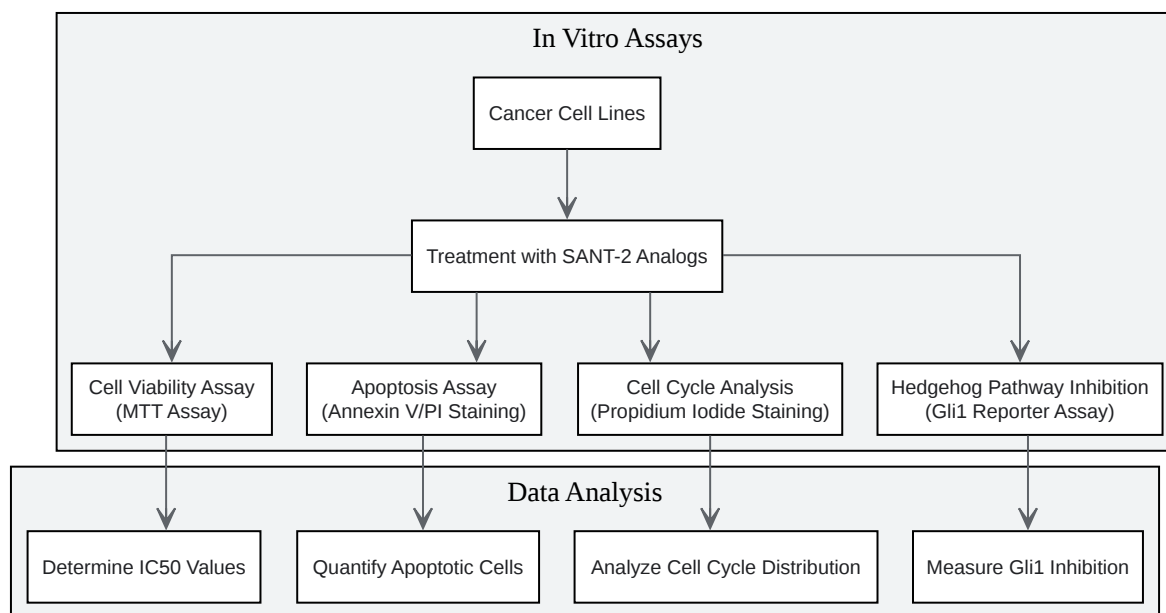 In Vitro Assays
Cancer Cell Lines
Treatment with SANT-2 Analogs
Cell Viability Assay
(MTT Assay)
Apoptosis Assay
(Annexin V/PI Staining)
Cell Cycle Analysis
(Propidium Iodide Staining)
Hedgehog Pathway Inhibition
(Gli1 Reporter Assay)
Data Analysis
Determine IC50 Values
Quantify Apoptotic Cells
Analyze Cell Cycle Distribution
Measure Gli1 Inhibition